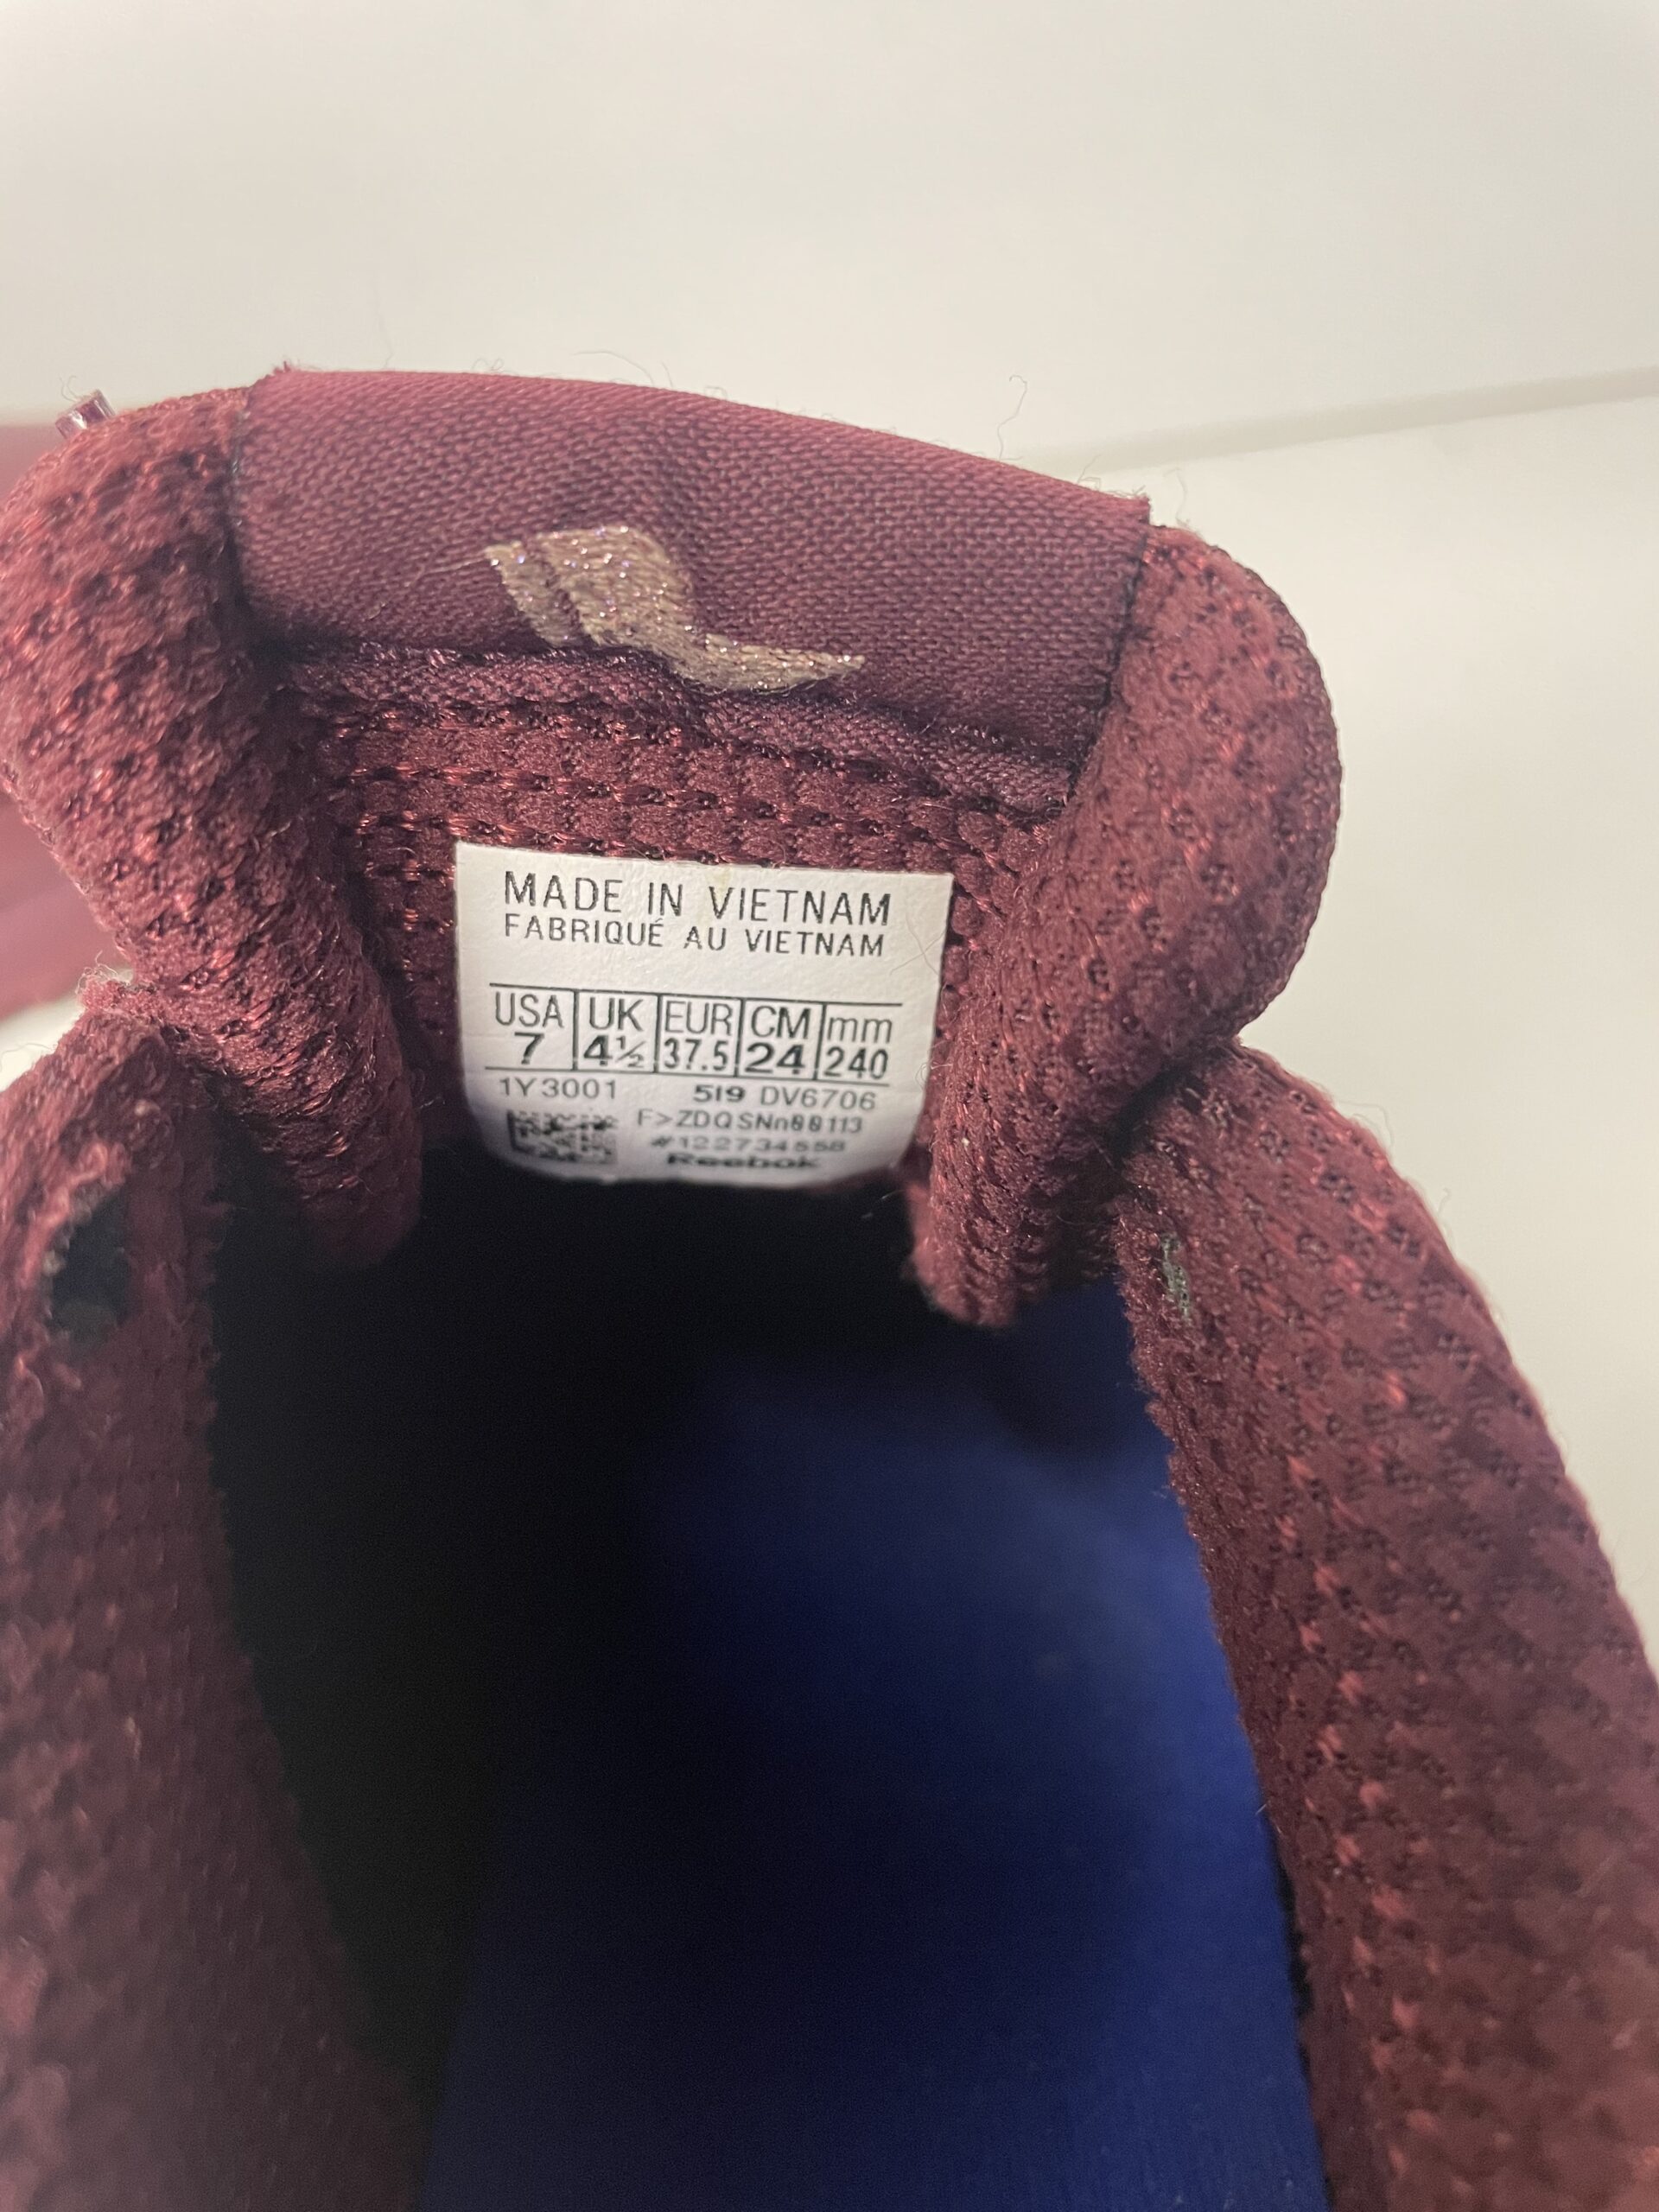 MADE IN VIETNAM
FABRIQUÉ AU VIETNAM
USA UK EUR CM mm
7 4½ 37.5 24 240
1Y3001 519 DV6706
F>ZDQSNn00113
#122734558
Reebok